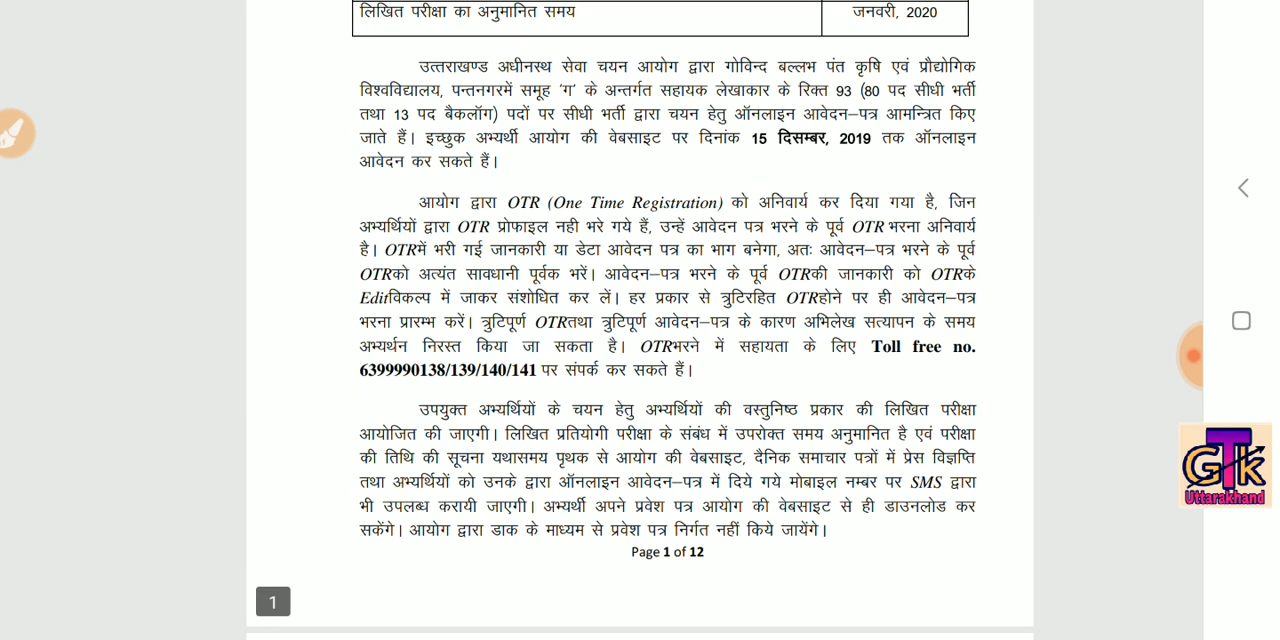 लिखित परीक्षा का अनुमानित समय जनवरी, 2020
उत्तराखण्ड अधीनस्थ सेवा चयन आयोग द्वारा गोविन्द बल्लभ पंत कृषि एवं प्रौद्योगिक
विश्वविद्यालय, पन्तनगरमें समूह 'ग' के अन्तर्गत सहायक लेखाकार के रिक्त 93 (80 पद सीधी भर्ती
तथा 13 पद बैकलॉग) पदों पर सीधी भर्ती द्वारा चयन हेतु ऑनलाइन आवेदन–पत्र आमन्त्रित किए
जाते हैं। इच्छुक अभ्यर्थी आयोग की वेबसाइट पर दिनांक 15 दिसम्बर, 2019 तक ऑनलाइन
आवेदन कर सकते हैं।
आयोग द्वारा OTR (One Time Registration) को अनिवार्य कर दिया गया है, जिन
अभ्यर्थियों द्वारा OTR प्रोफाइल नही भरे गये हैं, उन्हें आवेदन पत्र भरने के पूर्व OTR भरना अनिवार्य
है। OTRमें भरी गई जानकारी या डेटा आवेदन पत्र का भाग बनेगा, अतः आवेदन–पत्र भरने के पूर्व
OTRको अत्यंत सावधानी पूर्वक भरें। आवेदन–पत्र भरने के पूर्व OTRकी जानकारी को OTRके
Editविकल्प में जाकर संशोधित कर लें। हर प्रकार से त्रुटिरहित OTRहोने पर ही आवेदन–पत्र
भरना प्रारम्भ करें। त्रुटिपूर्ण OTRतथा त्रुटिपूर्ण आवेदन–पत्र के कारण अभिलेख सत्यापन के समय
अभ्यर्थन निरस्त किया जा सकता है। OTRभरने में सहायता के लिए Toll free no.
6399990138/139/140/141 पर संपर्क कर सकते हैं।
उपयुक्त अभ्यर्थियों के चयन हेतु अभ्यर्थियों की वस्तुनिष्ठ प्रकार की लिखित परीक्षा
आयोजित की जाएगी। लिखित प्रतियोगी परीक्षा के संबंध में उपरोक्त समय अनुमानित है एवं परीक्षा
की तिथि की सूचना यथासमय पृथक से आयोग की वेबसाइट, दैनिक समाचार पत्रों में प्रेस विज्ञप्ति
तथा अभ्यर्थियों को उनके द्वारा ऑनलाइन आवेदन–पत्र में दिये गये मोबाइल नम्बर पर SMS द्वारा
भी उपलब्ध करायी जाएगी। अभ्यर्थी अपने प्रवेश पत्र आयोग की वेबसाइट से ही डाउनलोड कर
सकेंगे। आयोग द्वारा डाक के माध्यम से प्रवेश पत्र निर्गत नहीं किये जायेंगे।
Page 1 of 12
1
GTk
Uttarakhand